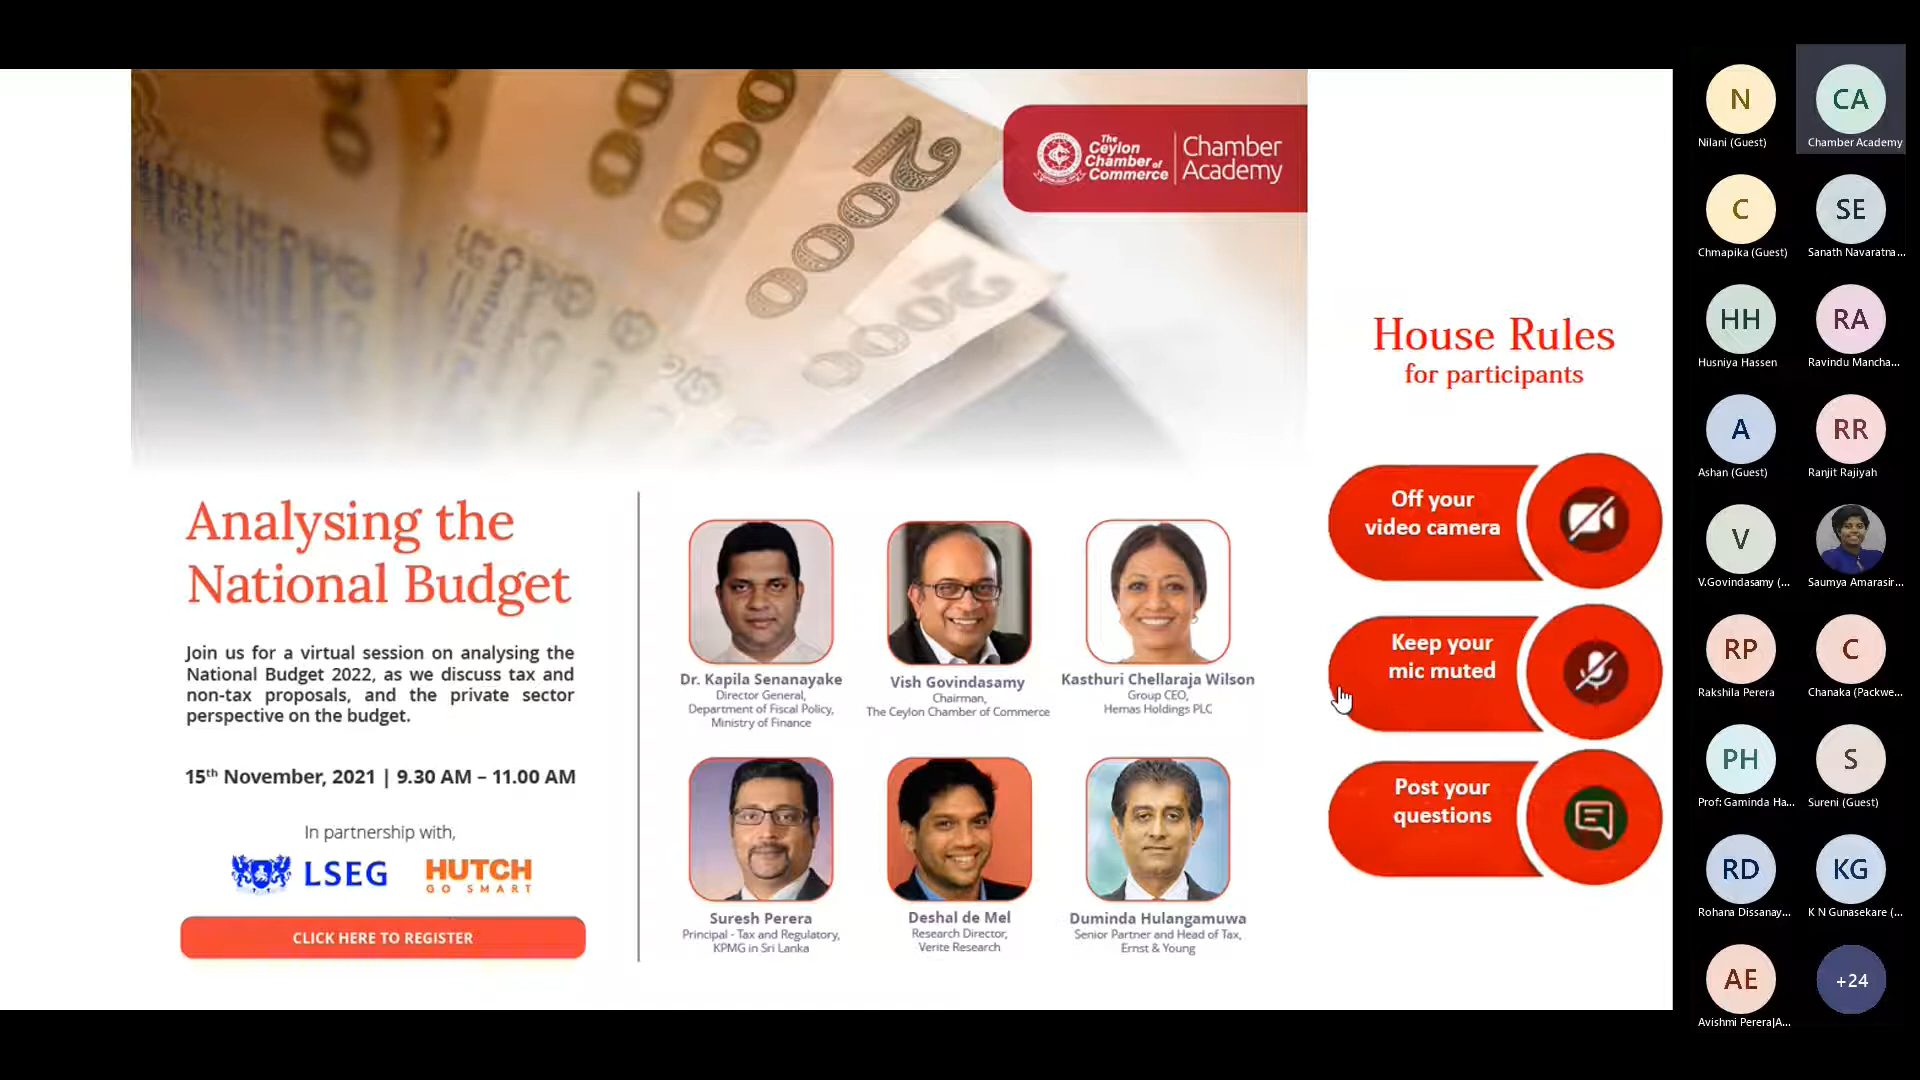 2000
2000
The
Ceylon
Chamber of
Commerce
Chamber
Academy
House Rules
for participants
Off your
video camera
Keep your
mic muted
Post your
questions
Analysing the
National Budget
Join us for a virtual session on analysing the
National Budget 2022, as we discuss tax and
non-tax proposals, and the private sector
perspective on the budget.
15th November, 2021 | 9.30 AM – 11.00 AM
In partnership with,
LSEG
HUTCH
GO SMART
CLICK HERE TO REGISTER
Dr. Kapila Senanayake
Director General,
Department of Fiscal Policy,
Ministry of Finance
Vish Govindasamy
Chairman,
The Ceylon Chamber of Commerce
Kasthuri Chellaraja Wilson
Group CEO,
Hemas Holdings PLC
Suresh Perera
Principal - Tax and Regulatory,
KPMG in Sri Lanka
Deshal de Mel
Research Director,
Verite Research
Duminda Hulangamuwa
Senior Partner and Head of Tax,
Ernst & Young
N
Nilani (Guest)
CA
Chamber Academy
C
Chmapika (Guest)
SE
Sanath Navaratna...
HH
Husniya Hassen
RA
Ravindu Mancha...
A
Ashan (Guest)
RR
Ranjit Rajiyah
V
V.Govindasamy (...
Saumya Amarasir...
RP
Rakshila Perera
C
Chanaka (Packwe...
PH
Prof: Gaminda Ha...
S
Sureni (Guest)
RD
Rohana Dissanay...
KG
K N Gunasekare (...
AE
Avishmi Perera|A...
+24